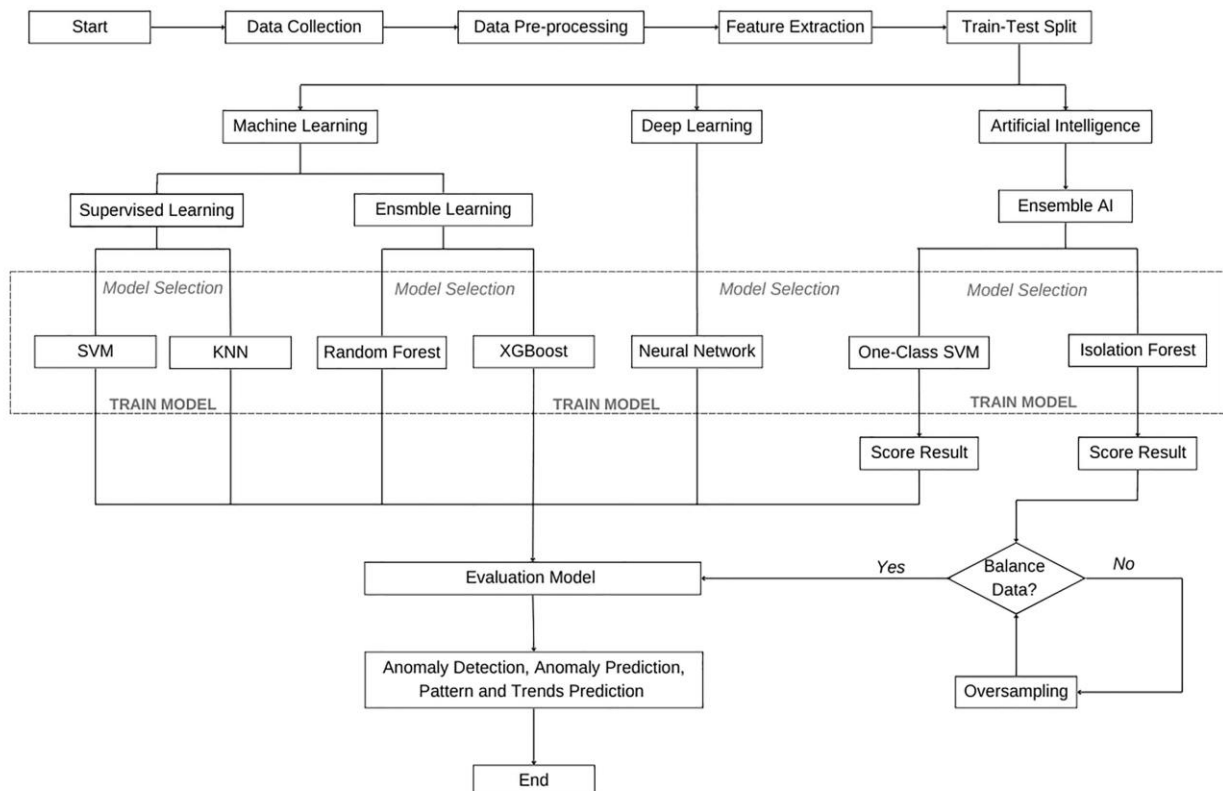 Start
Data Collection
Data Pre-processing
Feature Extraction
Train-Test Split
Machine Learning
Deep Learning
Artificial Intelligence
Supervised Learning
Ensmble Learning
Ensemble AI
Model Selection
Model Selection
Model Selection
Model Selection
SVM
KNN
Random Forest
XGBoost
Neural Network
One-Class SVM
Isolation Forest
TRAIN MODEL
TRAIN MODEL
TRAIN MODEL
Score Result
Score Result
Evaluation Model
Yes
Balance
Data?
No
Anomaly Detection, Anomaly Prediction,
Pattern and Trends Prediction
Oversampling
End